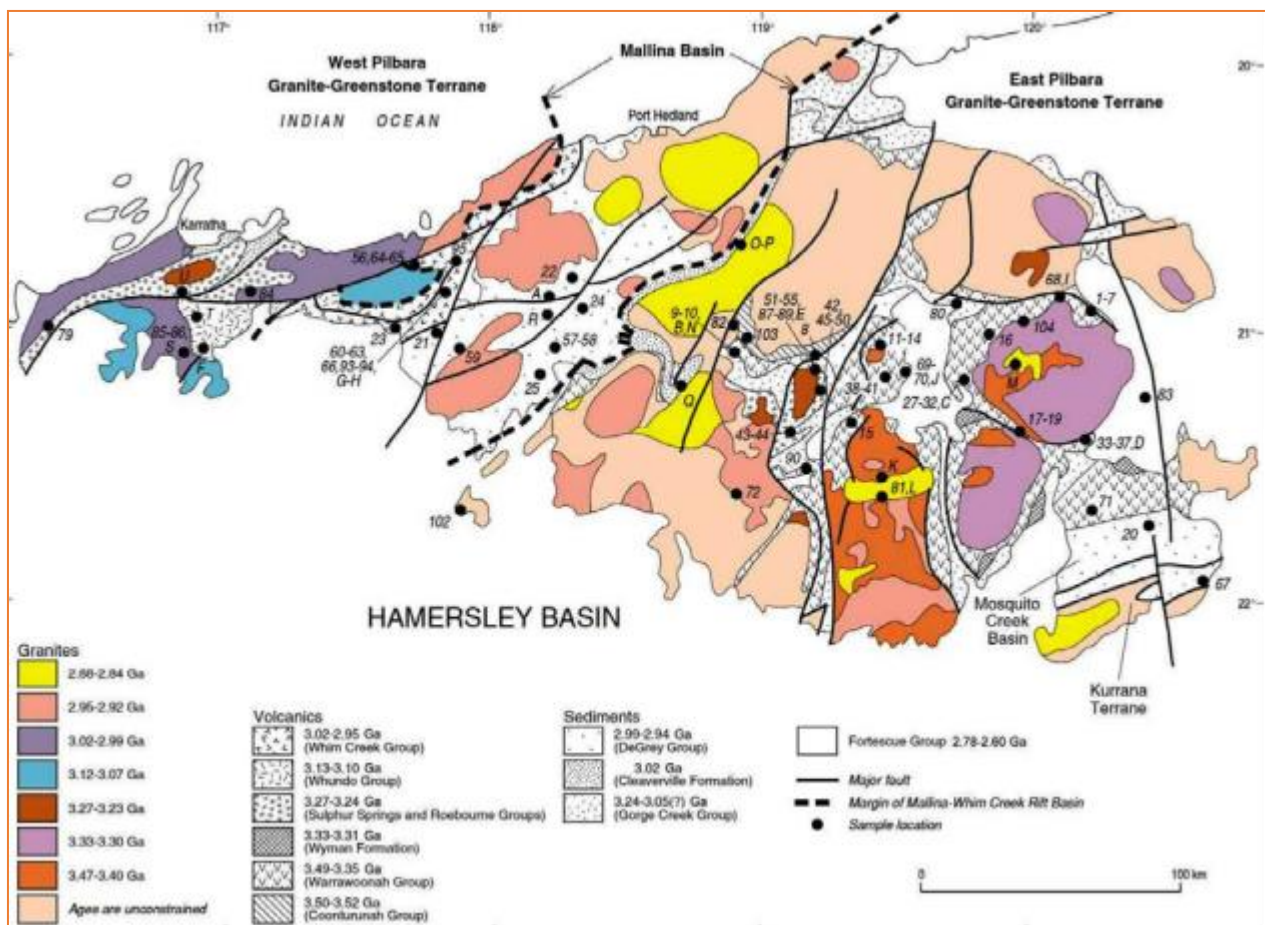 117°
118°
119°
120°
West Pilbara
Granite-Greenstone Terrane
Mallina Basin
East Pilbara
Granite-Greenstone Terrane
20°
20°
INDIAN OCEAN
Port Hedland
Karratha
56,64-65
O-P
68,I
1-7
U
84
22
A
R
24
9-10,
B,N
82
103
51-55,
87-89,E
8
42,
45-50
80
16
104
79
T
85-86,
S
F
23
21
59
57-58
11-14
69-
70,J
21°
60-63,
66,93-94,
G-H
25
Q
38-41
27-32,C
M
83
43-44
15
17-19
33-37,D
90
K
81,L
72
71
102
20
67
HAMERSLEY BASIN
Mosquito
Creek
Basin
22°
Kurrana
Terrane
Granites
2.88-2.84 Ga
2.95-2.92 Ga
3.02-2.99 Ga
3.12-3.07 Ga
3.27-3.23 Ga
3.33-3.30 Ga
3.47-3.40 Ga
Ages are unconstrained
Volcanics
3.02-2.95 Ga
(Whim Creek Group)
3.13-3.10 Ga
(Whundo Group)
3.27-3.24 Ga
(Sulphur Springs and Roebourne Groups)
3.33-3.31 Ga
(Wyman Formation)
3.49-3.35 Ga
(Warrawoonah Group)
3.50-3.52 Ga
(Coonturunah Group)
Sediments
2.99-2.94 Ga
(DeGrey Group)
3.02 Ga
(Cleaverville Formation)
3.24-3.05(?) Ga
(Gorge Creek Group)
Fortescue Group 2.78-2.60 Ga
Major fault
Margin of Mallina-Whim Creek Rift Basin
Sample location
0
100 km